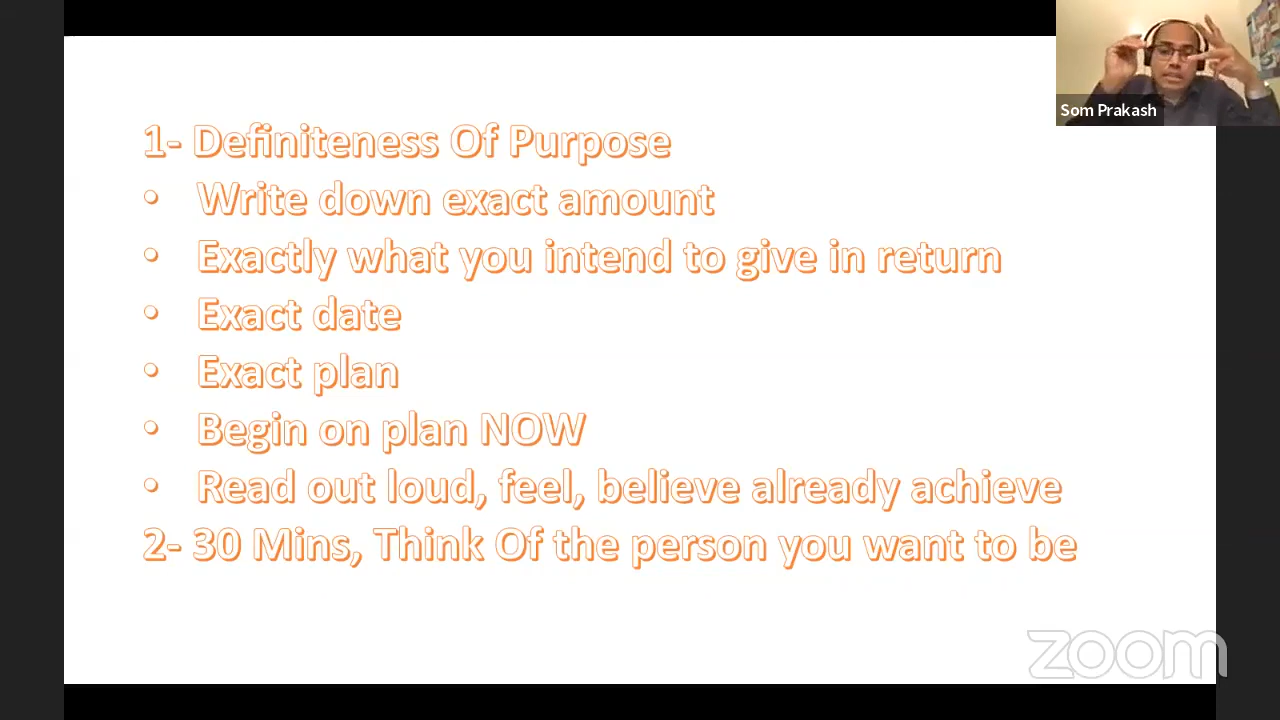 Som Prakash
1- Definiteness Of Purpose
• Write down exact amount
• Exactly what you intend to give in return
• Exact date
• Exact plan
• Begin on plan NOW
• Read out loud, feel, believe already achieve
2- 30 Mins, Think Of the person you want to be
zoom